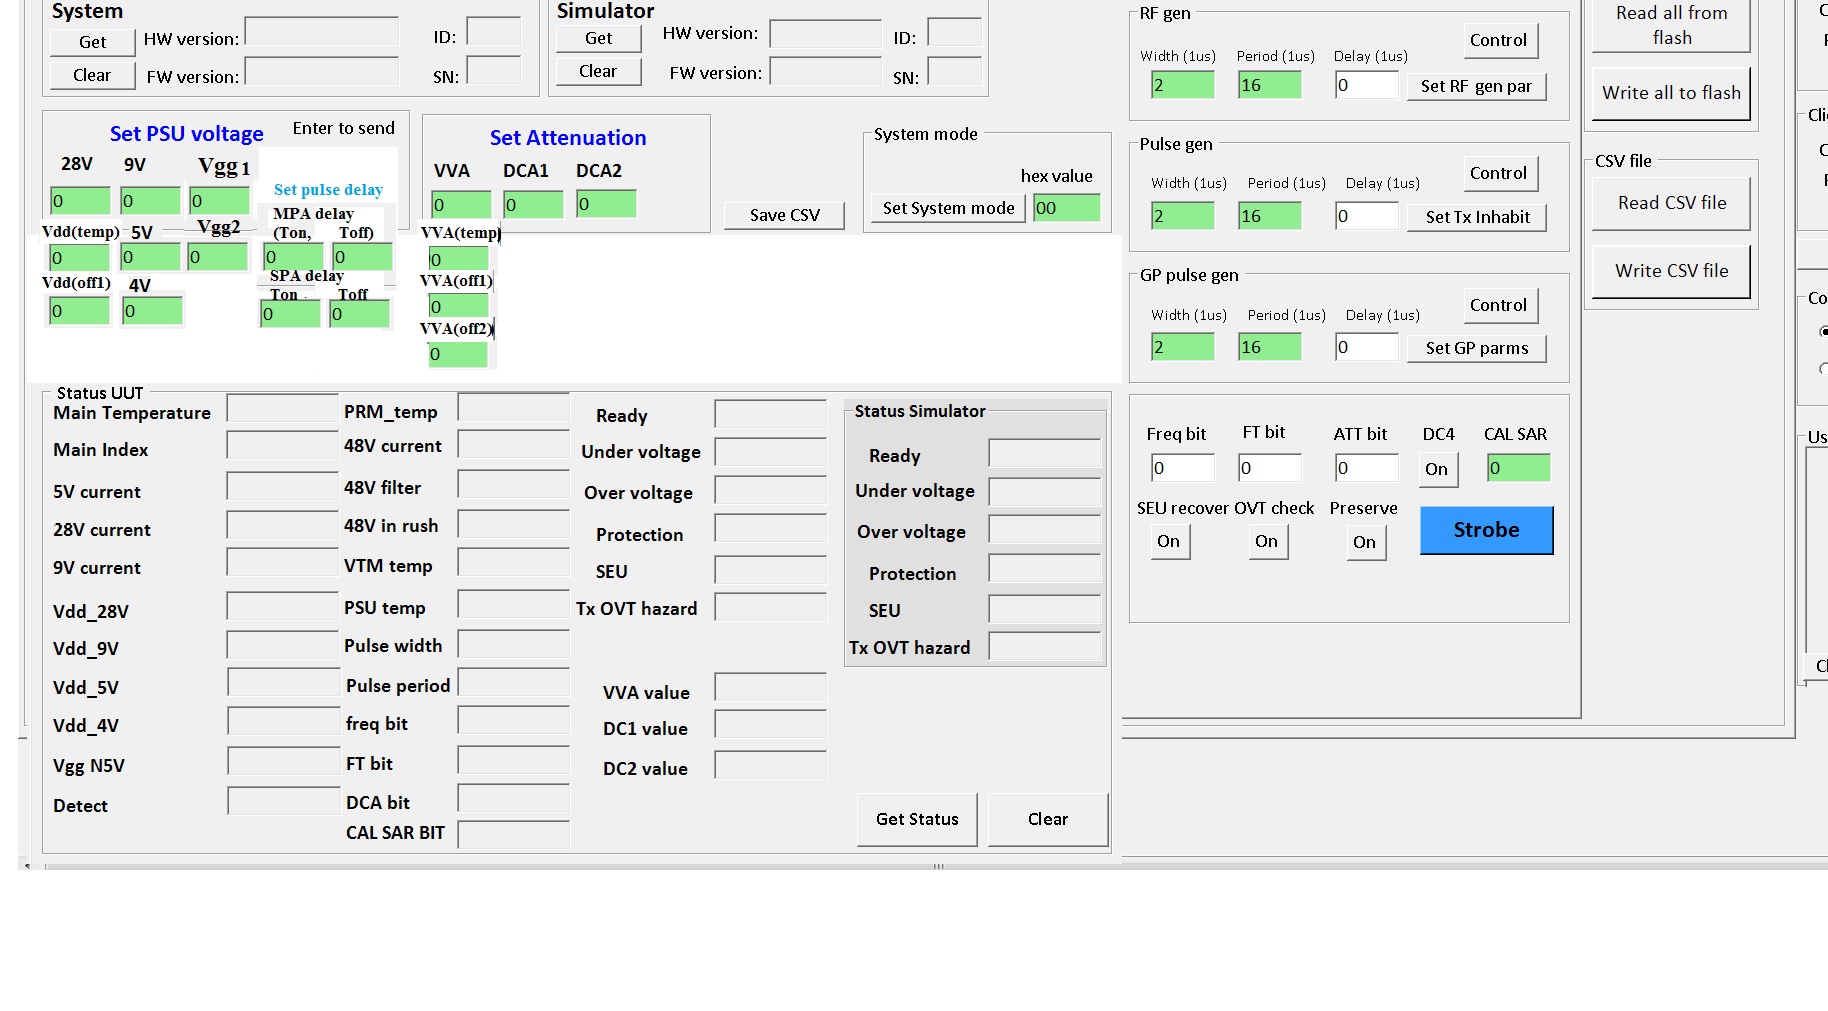 System
Get
HW version:
ID:
Clear
FW version:
SN:
Simulator
Get
HW version:
ID:
Clear
FW version:
SN:
Set PSU voltage
Enter to send
28V 9V Vgg1
0 0 0
Set pulse delay
MPA delay
(Ton, Toff)
Vdd(temp) 5V Vgg2
0 0 0 0 0
SPA delay
Vdd(off1) 4V
Ton Toff
0 0 0 0
Set Attenuation
VVA DCA1 DCA2
0 0 0
VVA(temp)
0
VVA(off1)
0
VVA(off2)
0
Save CSV
System mode
hex value
Set System mode 00
RF gen
Control
Width (1us) Period (1us) Delay (1us)
2 16 0 Set RF gen par
Pulse gen
Control
Width (1us) Period (1us) Delay (1us)
2 16 0 Set Tx Inhabit
GP pulse gen
Control
Width (1us) Period (1us) Delay (1us)
2 16 0 Set GP parms
Freq bit FT bit ATT bit DC4 CAL SAR
0 0 0 On 0
SEU recover OVT check Preserve
On On On
Strobe
Read all from
flash
Write all to flash
CSV file
Read CSV file
Write CSV file
Status UUT
Main Temperature
Main Index
5V current
28V current
9V current
Vdd_28V
Vdd_9V
Vdd_5V
Vdd_4V
Vgg N5V
Detect
PRM_temp
48V current
48V filter
48V in rush
VTM temp
PSU temp
Pulse width
Pulse period
freq bit
FT bit
DCA bit
CAL SAR BIT
Ready
Under voltage
Over voltage
Protection
SEU
Tx OVT hazard
VVA value
DC1 value
DC2 value
Status Simulator
Ready
Under voltage
Over voltage
Protection
SEU
Tx OVT hazard
Get Status
Clear